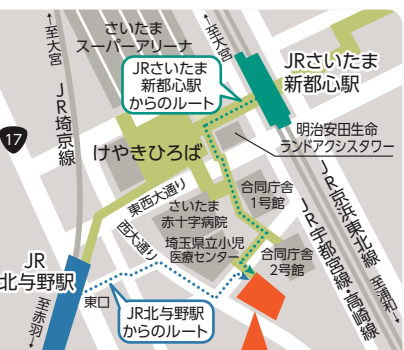 ←至大宮
さいたま
スーパーアリーナ
←至大宮
JRさいたま
新都心駅
からのルート
JRさいたま
新都心駅
JR埼京線
17
けやきひろば
明治安田生命
ランドアクシスタワー
東西大通り
さいたま
赤十字病院
合同庁舎
1号館
西大通り
埼玉県立小児
医療センター
合同庁舎
2号館
JR京浜東北線
JR宇都宮線・高崎線
至浦和→
JR
北与野駅
至赤羽→
東口
JR北与野駅
からのルート